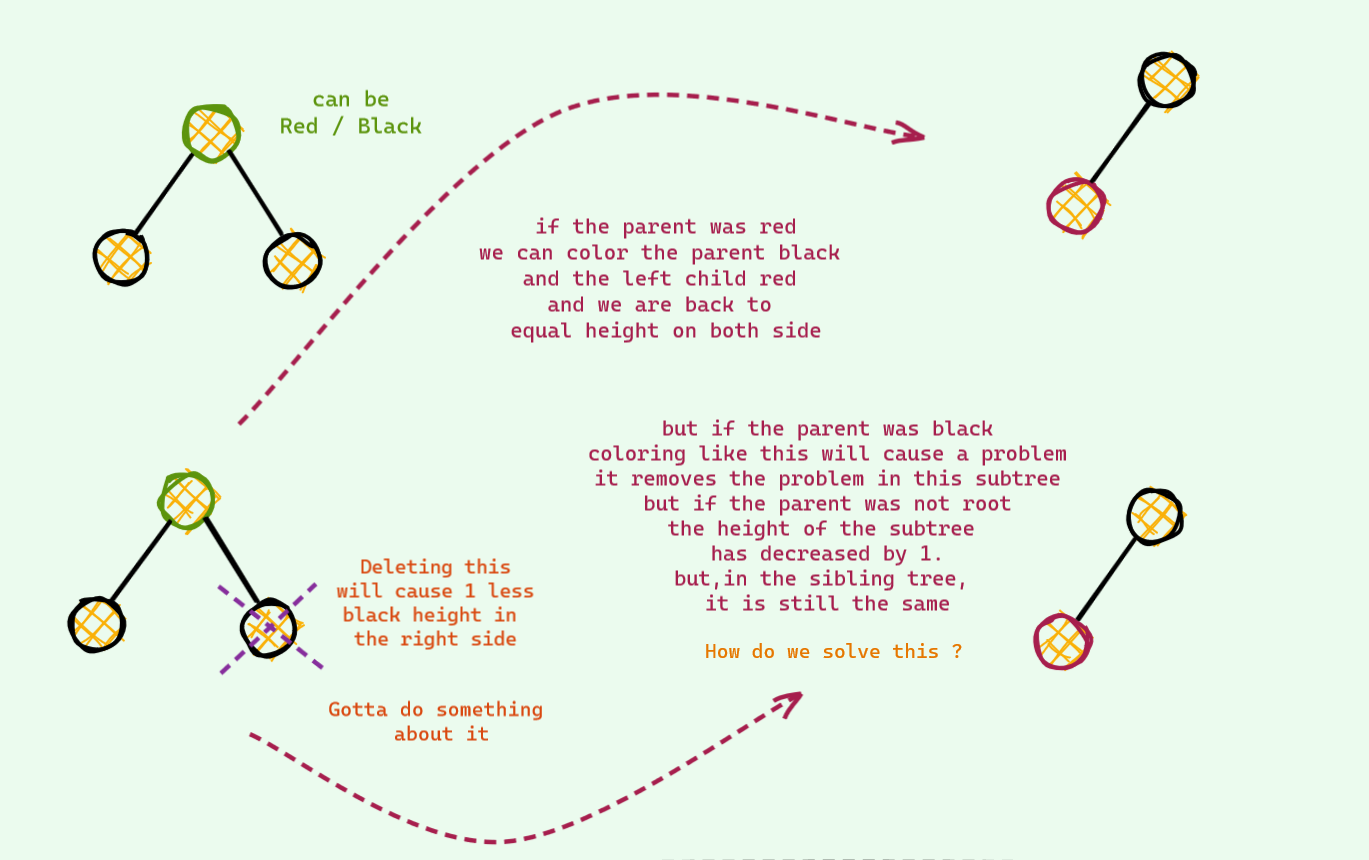 can be
Red / Black
if the parent was red
we can color the parent black
and the left child red
and we are back to
equal height on both side
but if the parent was black
coloring like this will cause a problem
it removes the problem in this subtree
but if the parent was not root
the height of the subtree
has decreased by 1.
but,in the sibling tree,
it is still the same
How do we solve this ?
Deleting this
will cause 1 less
black height in
the right side
Gotta do something
about it